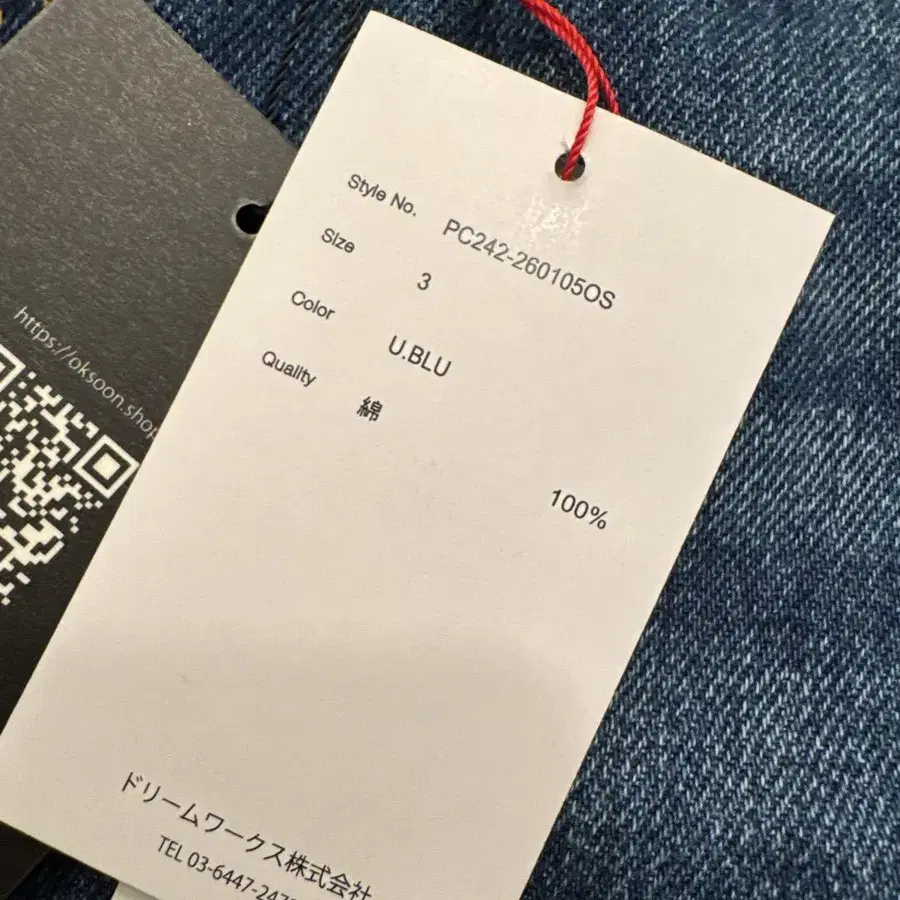 https://oksoon.shop
Style No. PC242-260105OS
Size 3
Color U.BLU
Quality 綿
100%
ドリームワークス株式会社
TEL 03-6447-247